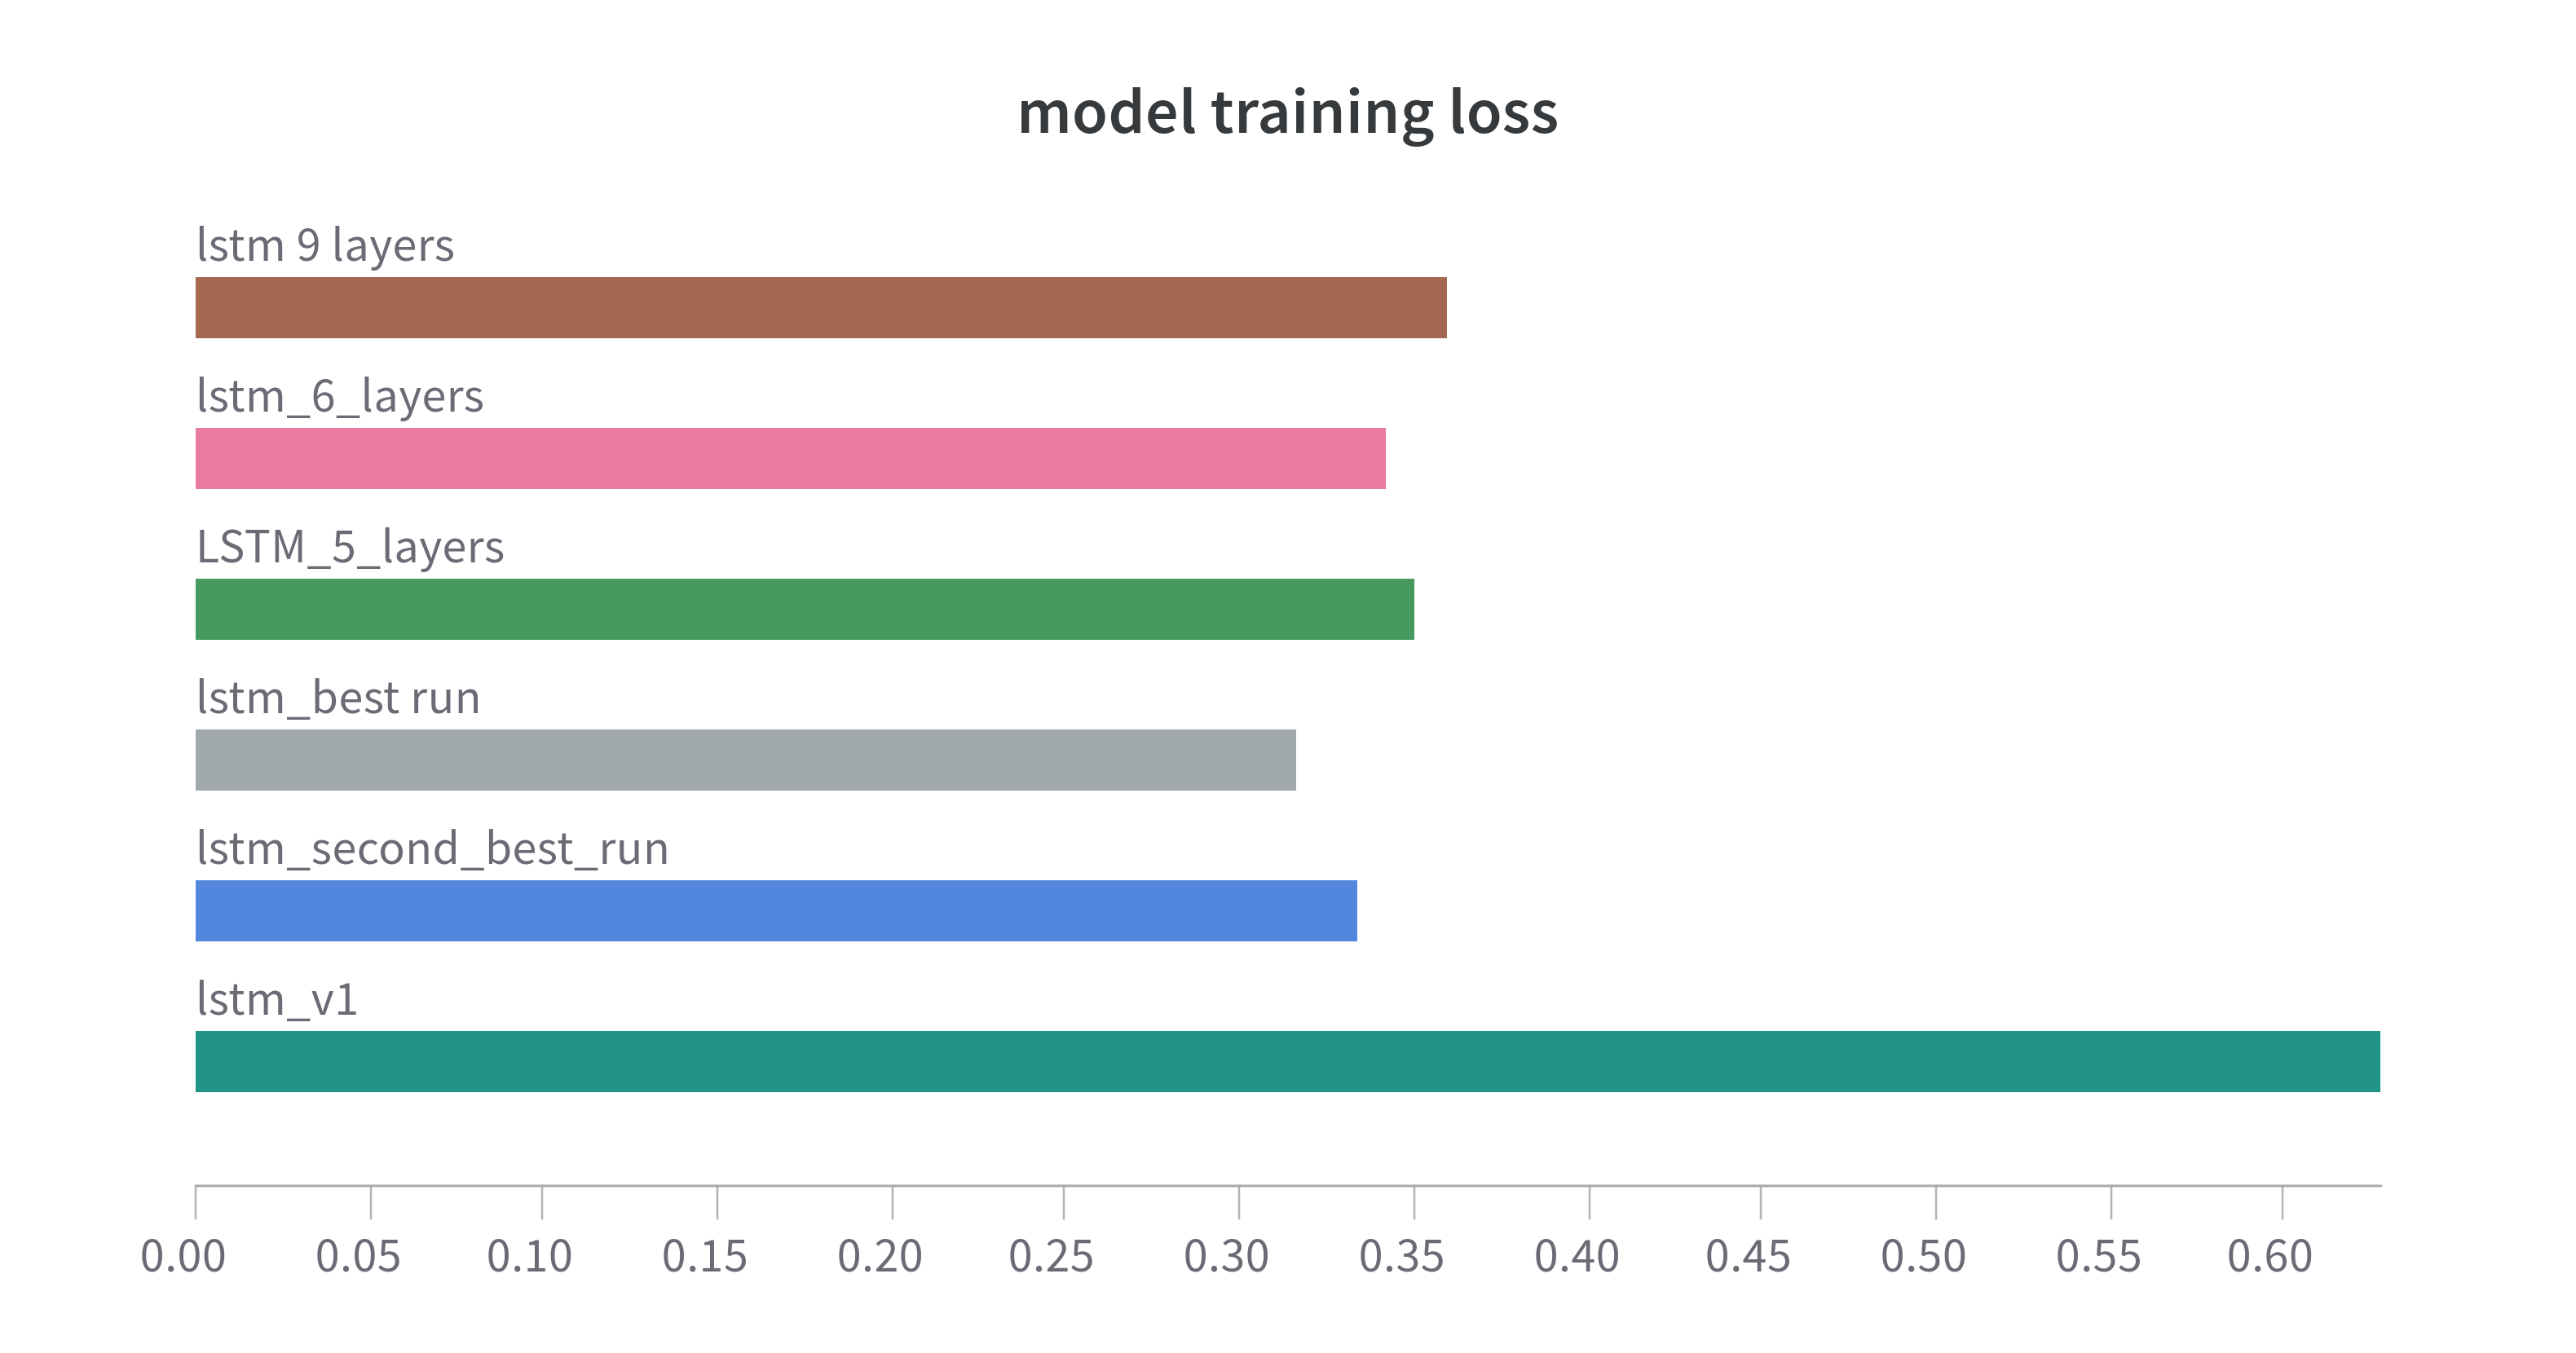 model training loss
lstm 9 layers
lstm_6_layers
LSTM_5_layers
lstm_best run
lstm_second_best_run
lstm_v1
0.00 0.05 0.10 0.15 0.20 0.25 0.30 0.35 0.40 0.45 0.50 0.55 0.60